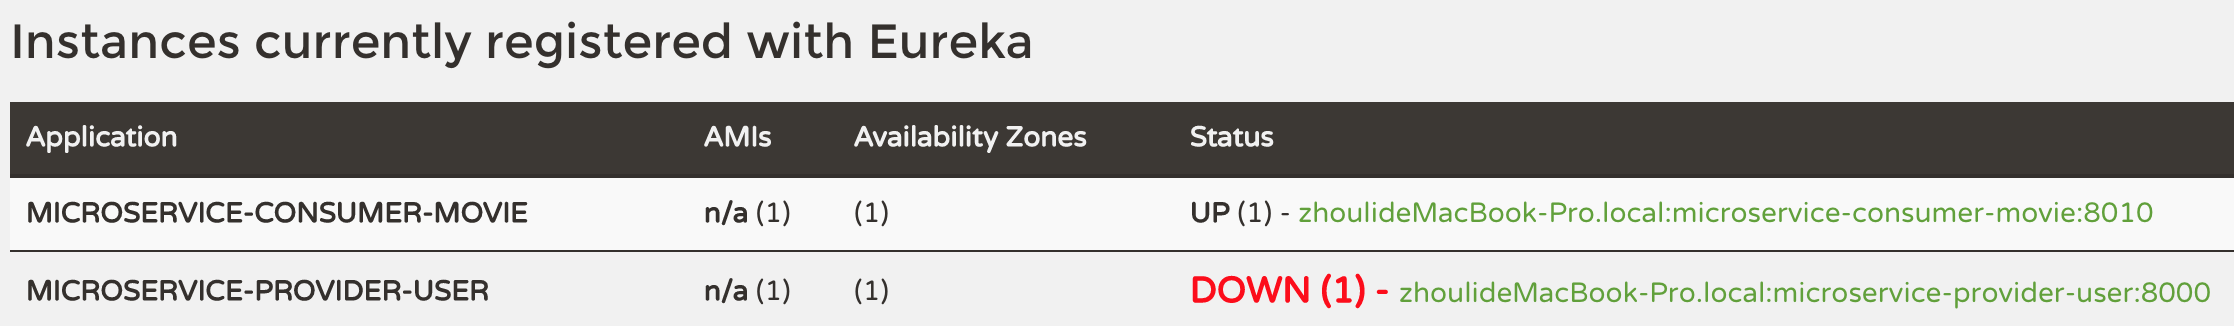 Instances currently registered with Eureka
Application AMIs Availability Zones Status
MICROSERVICE-CONSUMER-MOVIE n/a (1) (1) UP (1) - zhoulideMacBook-Pro.local:microservice-consumer-movie:8010
MICROSERVICE-PROVIDER-USER n/a (1) (1) DOWN (1) - zhoulideMacBook-Pro.local:microservice-provider-user:8000